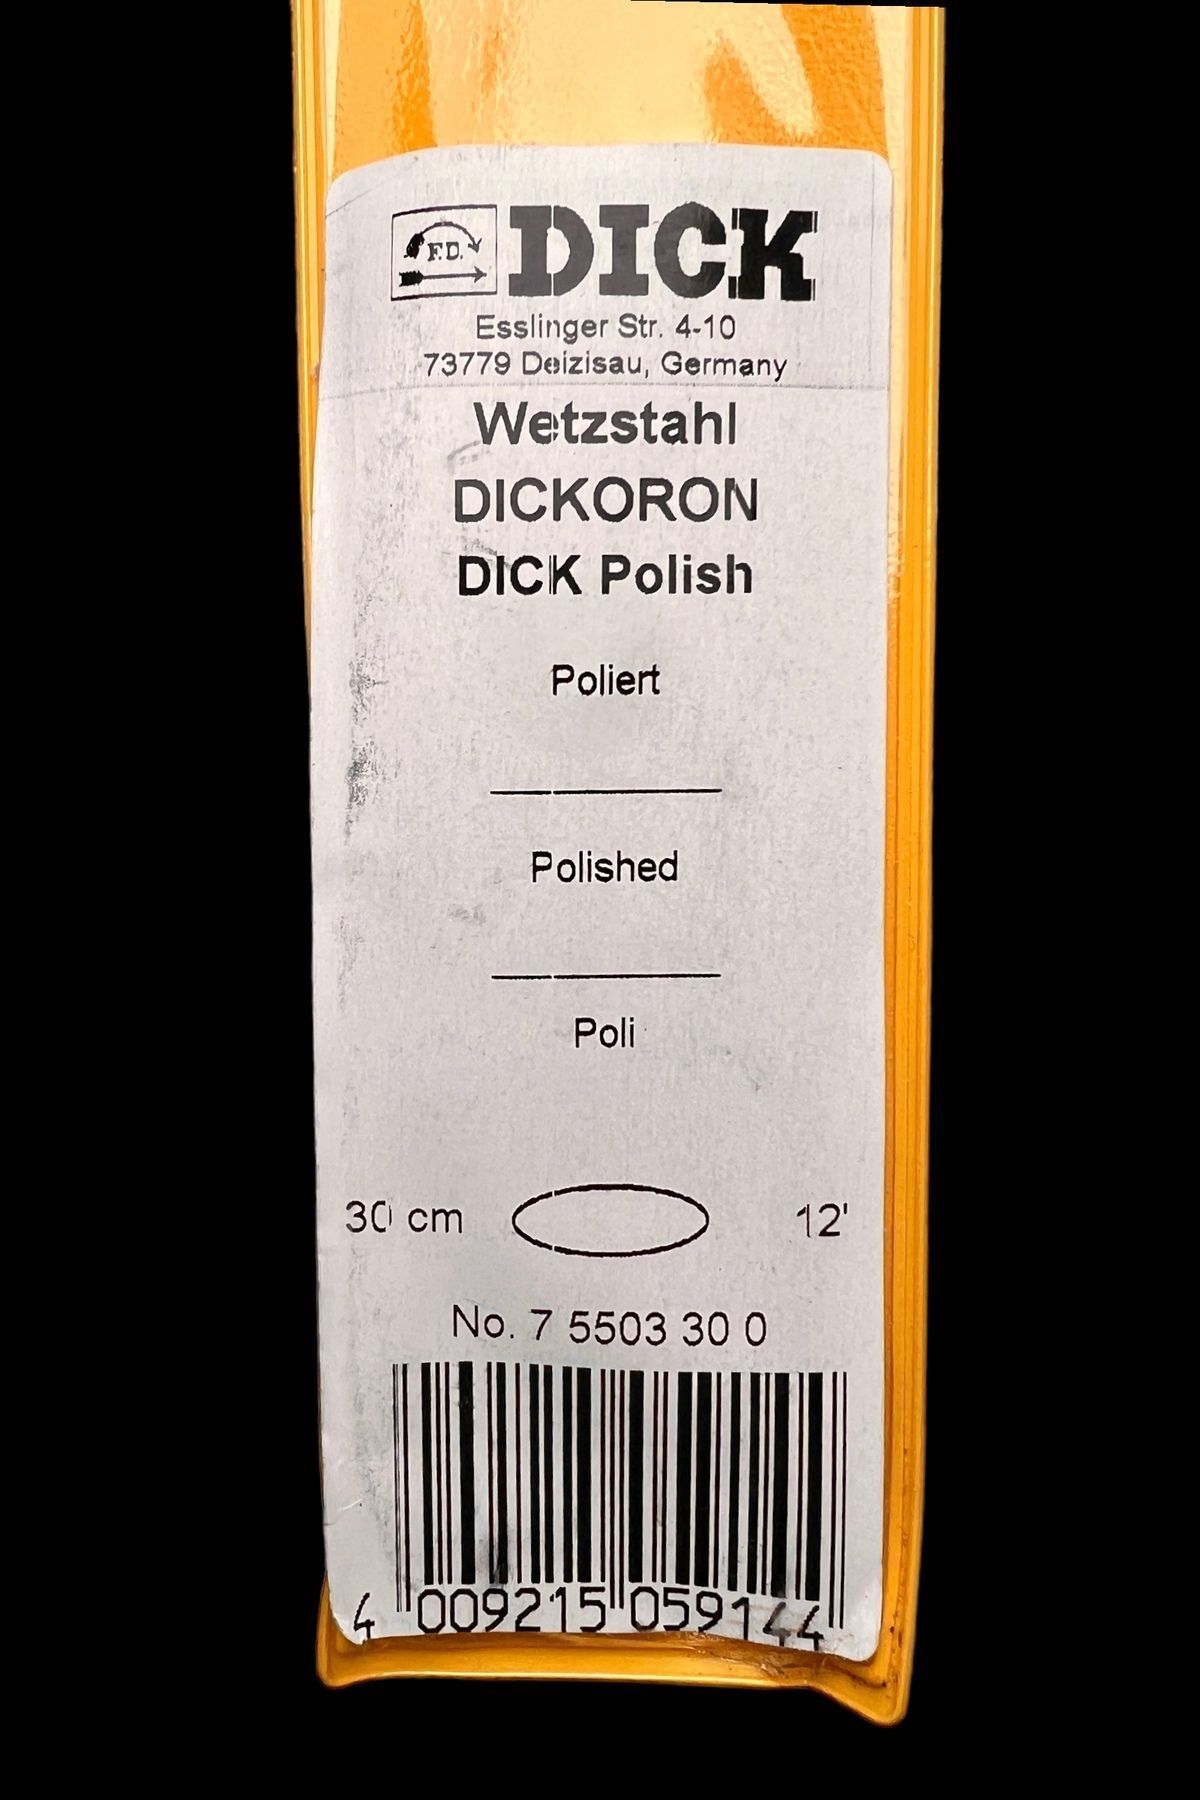 F.D. DICK
Esslinger Str. 4-10
73779 Deizisau, Germany
Wetzstahl
DICKORON
DICK Polish
Poliert
Polished
Poli
30 cm 12'
No. 7 5503 30 0
4 009215 059144